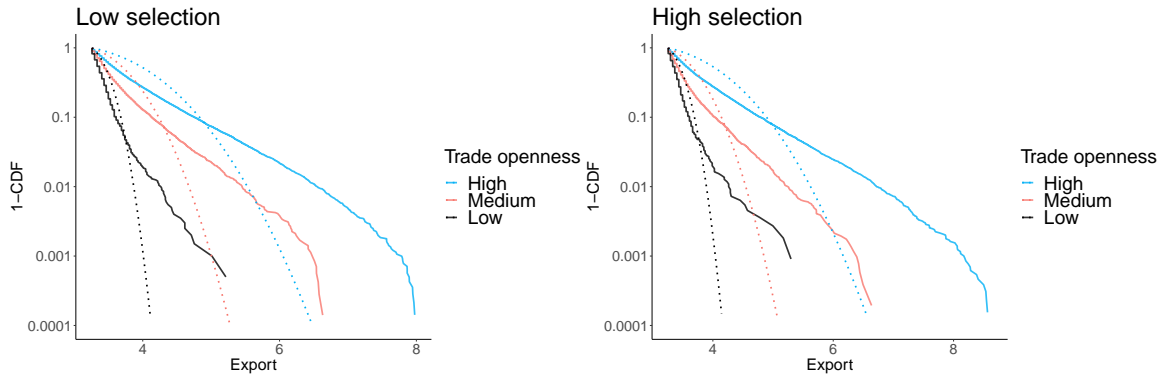 Low selection
1
0.1
0.01
0.001
0.0001
1−CDF
4
6
8
Export
Trade openness
High
Medium
Low
High selection
1
0.1
0.01
0.001
0.0001
1−CDF
4
6
8
Export
Trade openness
High
Medium
Low